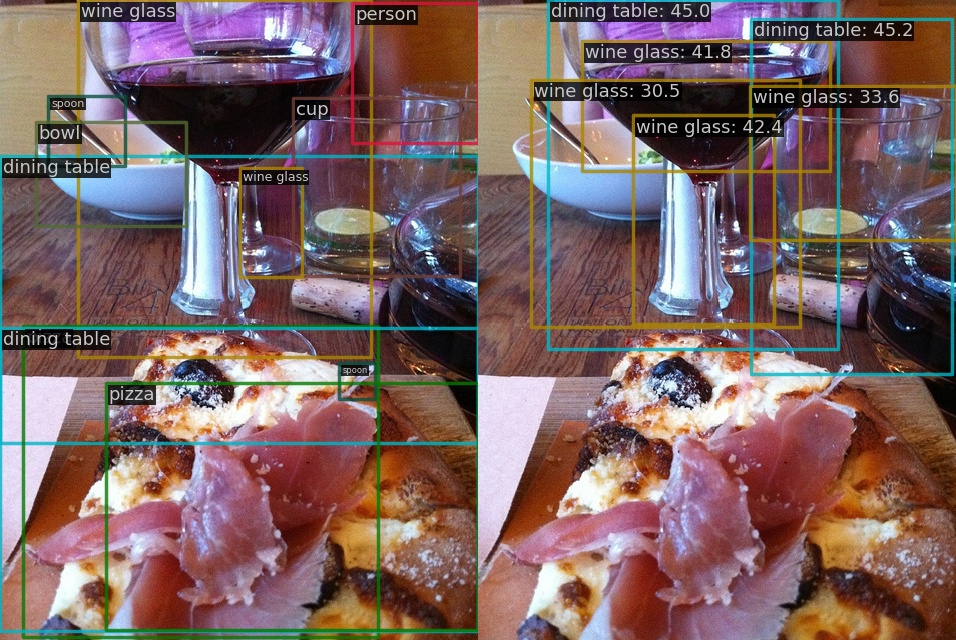 wine glass
person
spoon
cup
bowl
dining table
wine glass
dining table
spoon
pizza
dining table: 45.0
dining table: 45.2
wine glass: 41.8
wine glass: 30.5
wine glass: 33.6
wine glass: 42.4